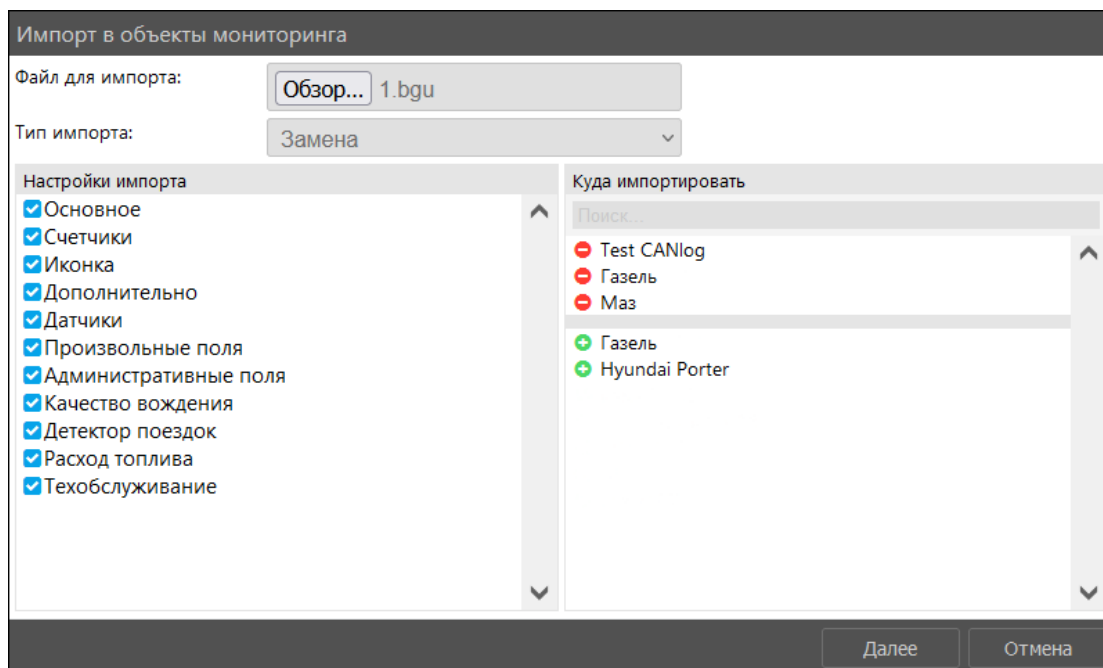 Импорт в объекты мониторинга
Файл для импорта:
Обзор... 1.bgu
Тип импорта:
Замена
Настройки импорта
Основное
Счетчики
Иконка
Дополнительно
Датчики
Произвольные поля
Административные поля
Качество вождения
Детектор поездок
Расход топлива
Техобслуживание
Куда импортировать
Поиск...
Test CANlog
Газель
Маз
Газель
Hyundai Porter
Далее
Отмена